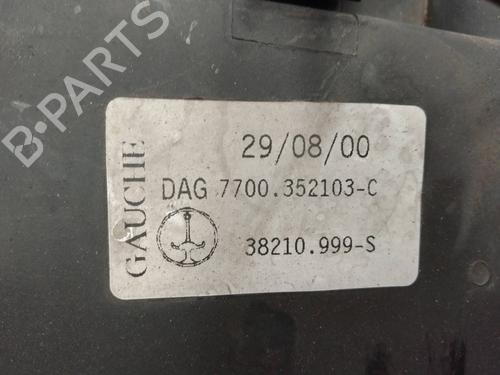 B-PARTS
GAUCHE
29/08/00
DAG 7700.352103-C
38210.999-S